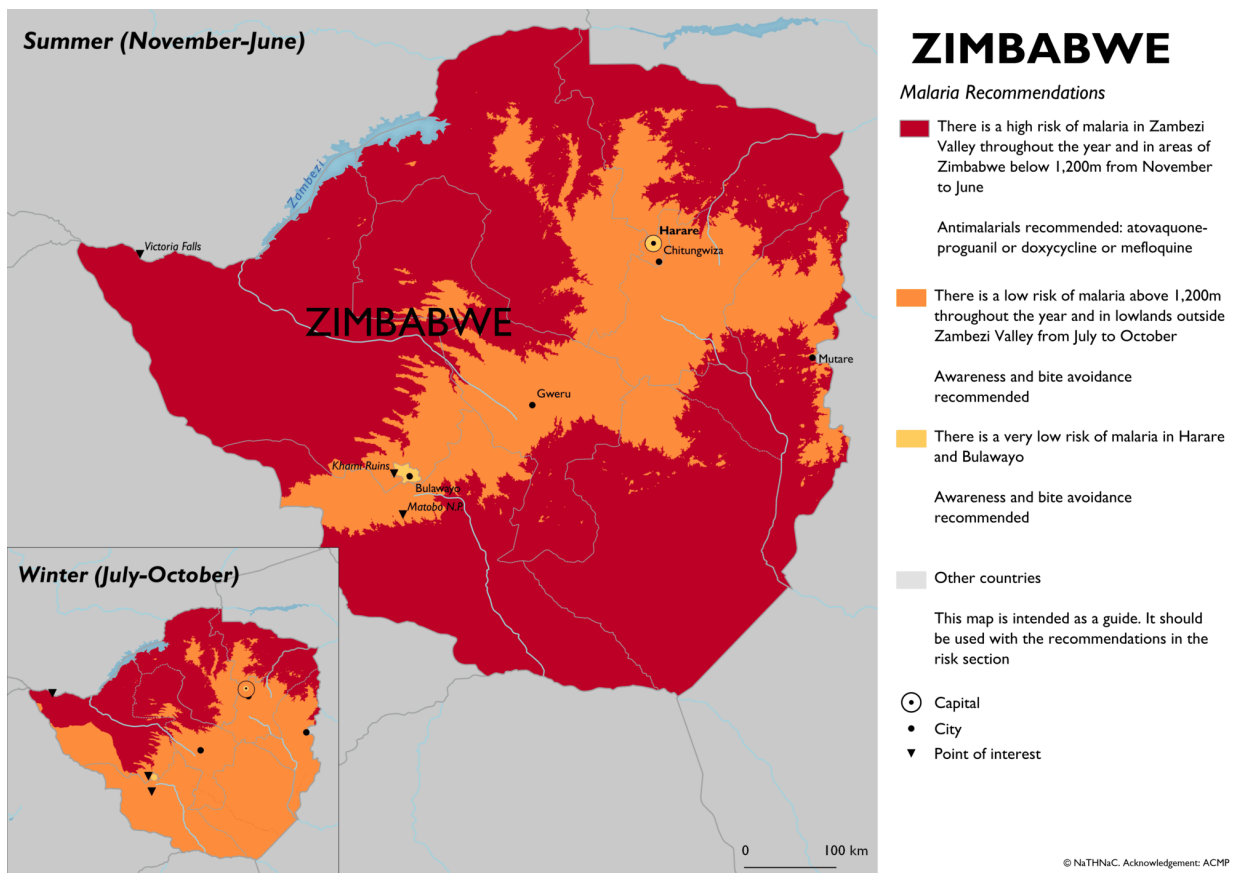 Summer (November-June)
Zambezi
Victoria Falls
Harare
Chitungwiza
ZIMBABWE
Mutare
Gweru
Khami Ruins
Bulawayo
Matobo N.P.
Winter (July-October)
0 100 km
ZIMBABWE
Malaria Recommendations
There is a high risk of malaria in Zambezi
Valley throughout the year and in areas of
Zimbabwe below 1,200m from November
to June
Antimalarials recommended: atovaquone-
proguanil or doxycycline or mefloquine
There is a low risk of malaria above 1,200m
throughout the year and in lowlands outside
Zambezi Valley from July to October
Awareness and bite avoidance
recommended
There is a very low risk of malaria in Harare
and Bulawayo
Awareness and bite avoidance
recommended
Other countries
This map is intended as a guide. It should
be used with the recommendations in the
risk section
Capital
City
Point of interest
© NaTHNaC. Acknowledgement: ACMP